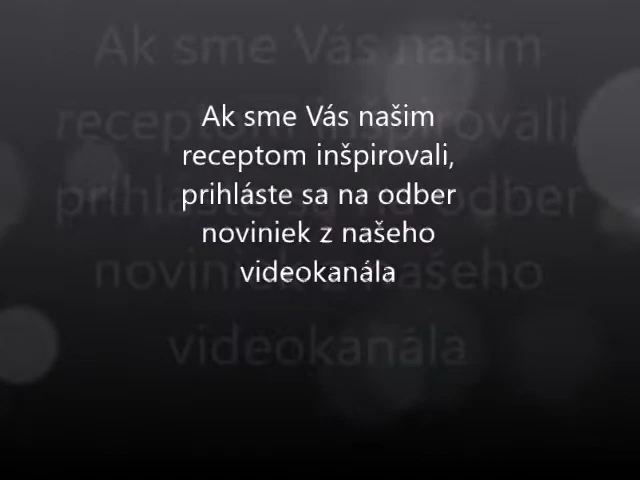 Ak sme Vás našim
receptom inšpirovali,
prihláste sa na odber
noviniek z našeho
videokanála